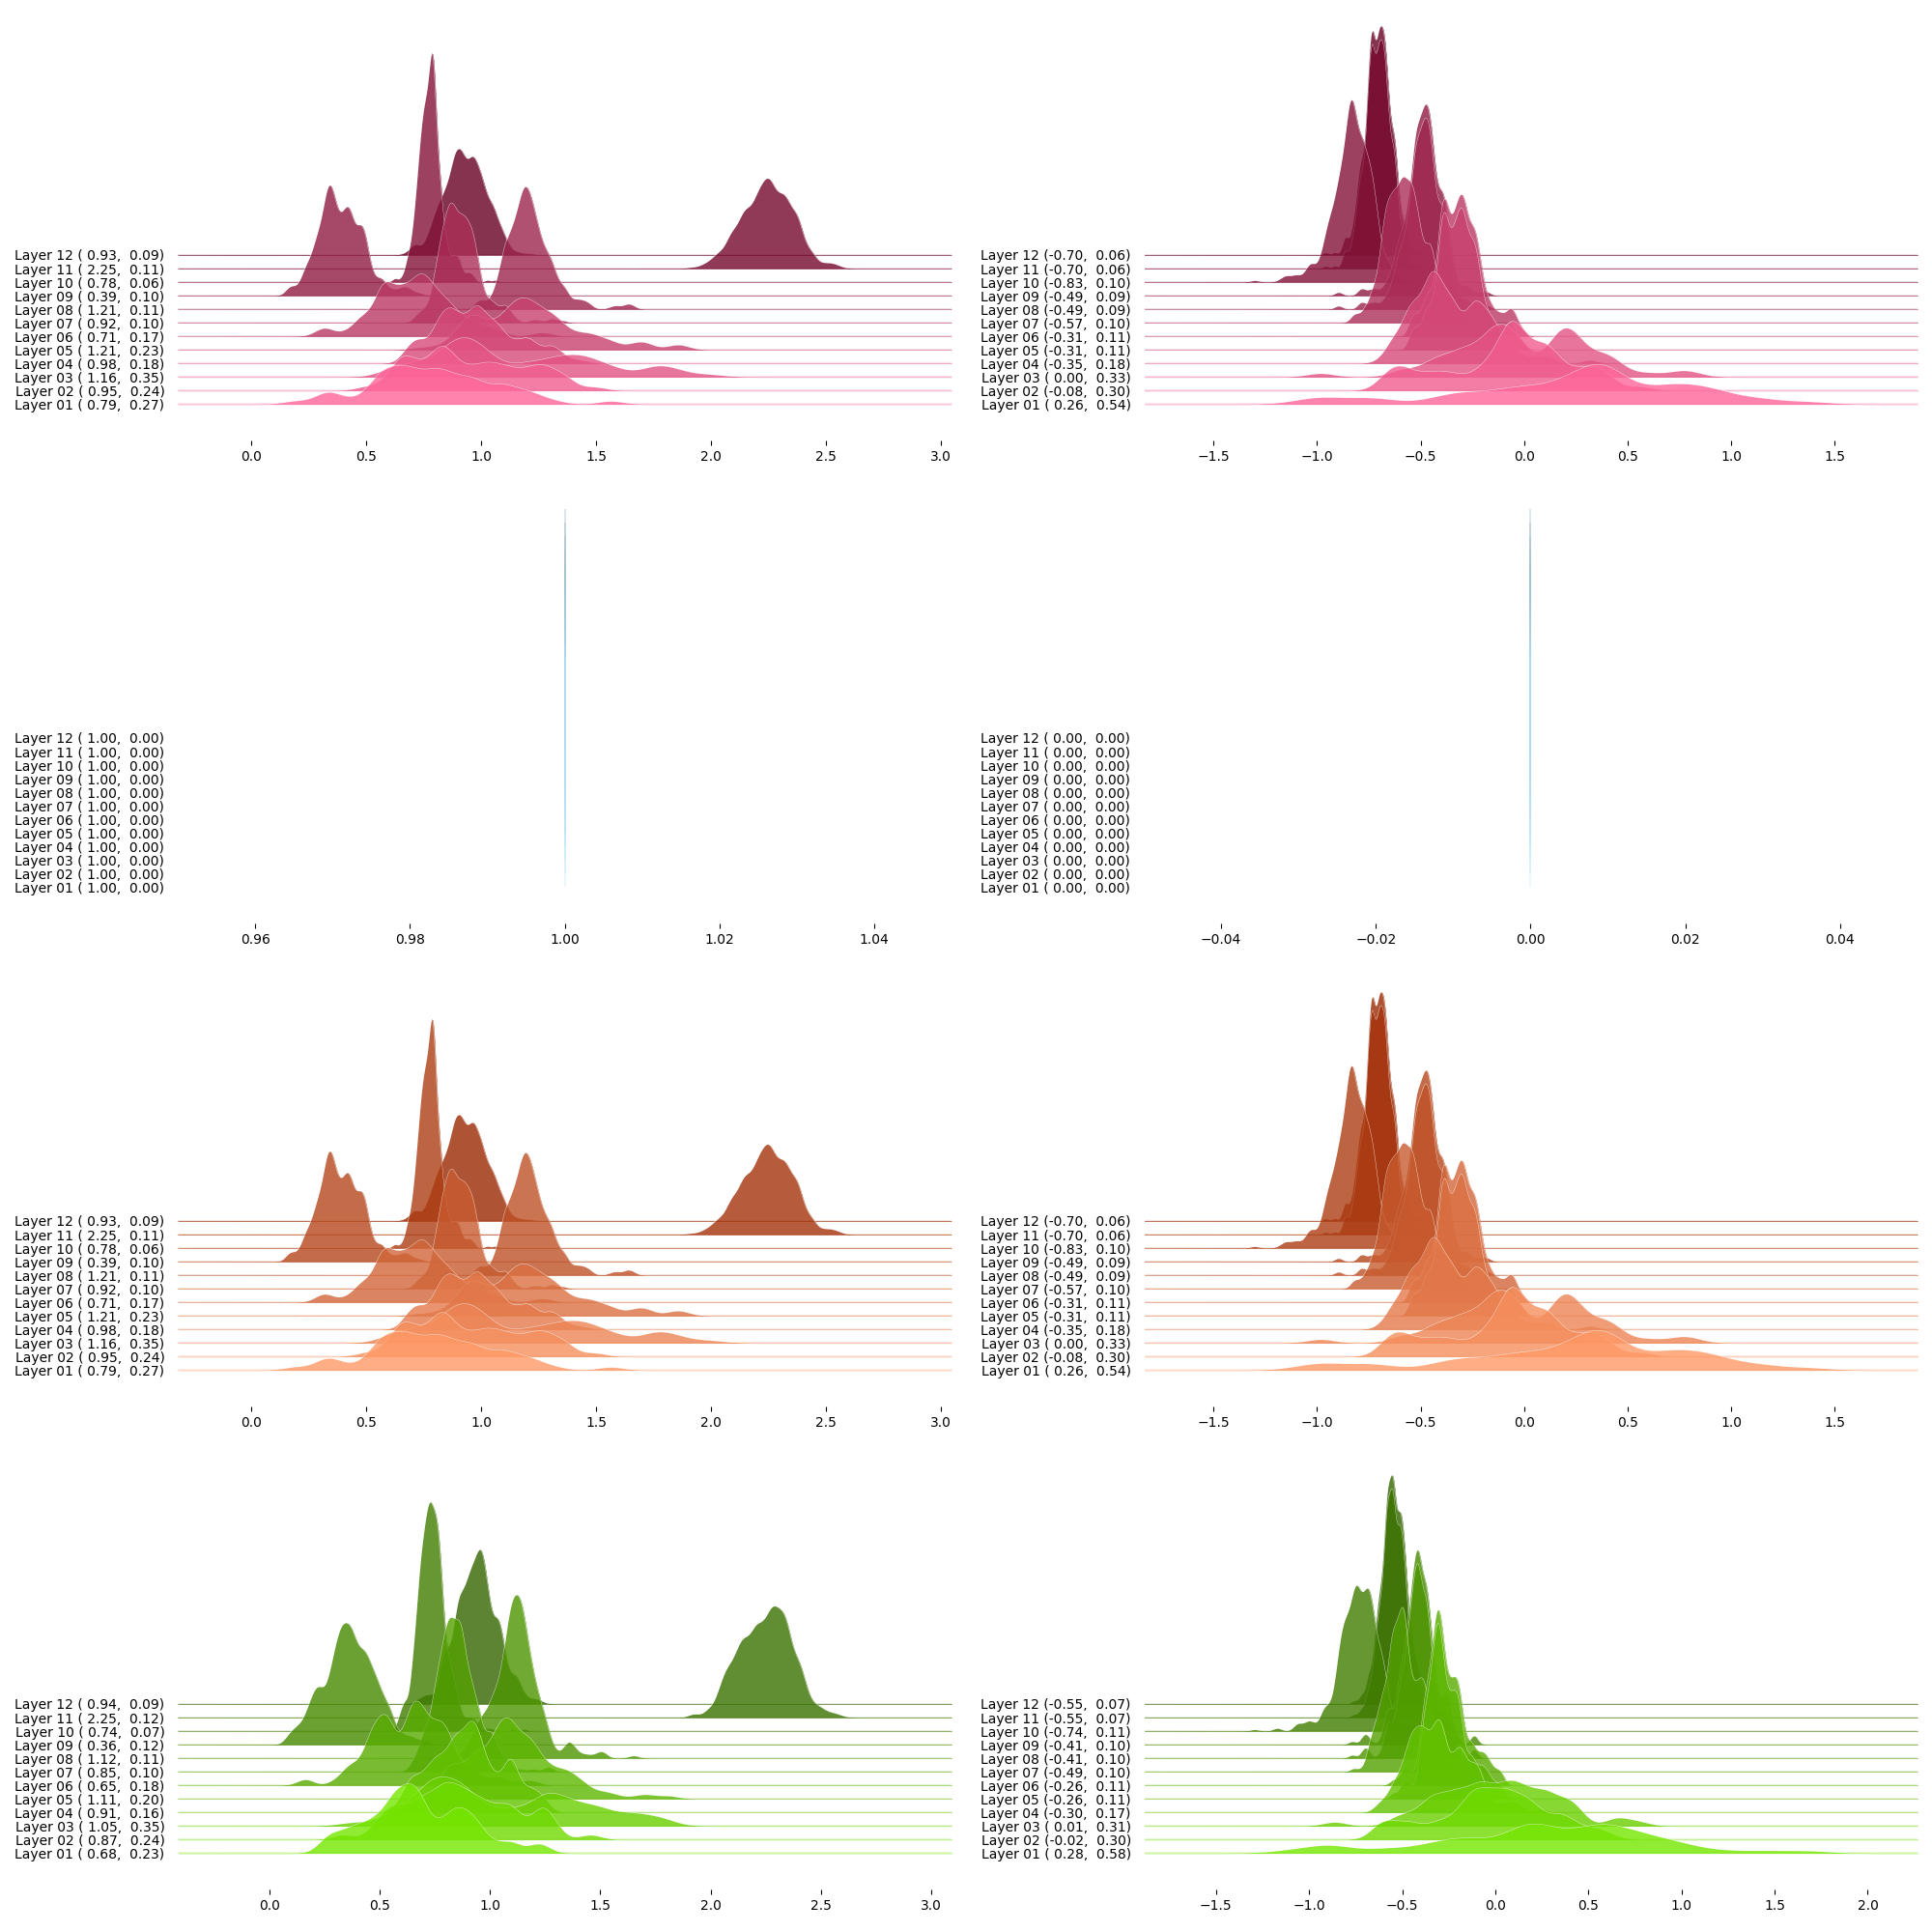 Layer 12 ( 0.93,  0.09)
Layer 11 ( 2.25,  0.11)
Layer 10 ( 0.78,  0.06)
Layer 09 ( 0.39,  0.10)
Layer 08 ( 1.21,  0.11)
Layer 07 ( 0.92,  0.10)
Layer 06 ( 0.71,  0.17)
Layer 05 ( 1.21,  0.23)
Layer 04 ( 0.98,  0.18)
Layer 03 ( 1.16,  0.35)
Layer 02 ( 0.95,  0.24)
Layer 01 ( 0.79,  0.27)
0.0 0.5 1.0 1.5 2.0 2.5 3.0
Layer 12 (-0.70,  0.06)
Layer 11 (-0.70,  0.06)
Layer 10 (-0.83,  0.10)
Layer 09 (-0.49,  0.09)
Layer 08 (-0.49,  0.09)
Layer 07 (-0.57,  0.10)
Layer 06 (-0.31,  0.11)
Layer 05 (-0.31,  0.11)
Layer 04 (-0.35,  0.18)
Layer 03 ( 0.00,  0.33)
Layer 02 (-0.08,  0.30)
Layer 01 ( 0.26,  0.54)
−1.5 −1.0 −0.5 0.0 0.5 1.0 1.5
Layer 12 ( 1.00,  0.00)
Layer 11 ( 1.00,  0.00)
Layer 10 ( 1.00,  0.00)
Layer 09 ( 1.00,  0.00)
Layer 08 ( 1.00,  0.00)
Layer 07 ( 1.00,  0.00)
Layer 06 ( 1.00,  0.00)
Layer 05 ( 1.00,  0.00)
Layer 04 ( 1.00,  0.00)
Layer 03 ( 1.00,  0.00)
Layer 02 ( 1.00,  0.00)
Layer 01 ( 1.00,  0.00)
0.96 0.98 1.00 1.02 1.04
Layer 12 ( 0.00,  0.00)
Layer 11 ( 0.00,  0.00)
Layer 10 ( 0.00,  0.00)
Layer 09 ( 0.00,  0.00)
Layer 08 ( 0.00,  0.00)
Layer 07 ( 0.00,  0.00)
Layer 06 ( 0.00,  0.00)
Layer 05 ( 0.00,  0.00)
Layer 04 ( 0.00,  0.00)
Layer 03 ( 0.00,  0.00)
Layer 02 ( 0.00,  0.00)
Layer 01 ( 0.00,  0.00)
−0.04 −0.02 0.00 0.02 0.04
Layer 12 ( 0.93,  0.09)
Layer 11 ( 2.25,  0.11)
Layer 10 ( 0.78,  0.06)
Layer 09 ( 0.39,  0.10)
Layer 08 ( 1.21,  0.11)
Layer 07 ( 0.92,  0.10)
Layer 06 ( 0.71,  0.17)
Layer 05 ( 1.21,  0.23)
Layer 04 ( 0.98,  0.18)
Layer 03 ( 1.16,  0.35)
Layer 02 ( 0.95,  0.24)
Layer 01 ( 0.79,  0.27)
0.0 0.5 1.0 1.5 2.0 2.5 3.0
Layer 12 (-0.70,  0.06)
Layer 11 (-0.70,  0.06)
Layer 10 (-0.83,  0.10)
Layer 09 (-0.49,  0.09)
Layer 08 (-0.49,  0.09)
Layer 07 (-0.57,  0.10)
Layer 06 (-0.31,  0.11)
Layer 05 (-0.31,  0.11)
Layer 04 (-0.35,  0.18)
Layer 03 ( 0.00,  0.33)
Layer 02 (-0.08,  0.30)
Layer 01 ( 0.26,  0.54)
−1.5 −1.0 −0.5 0.0 0.5 1.0 1.5
Layer 12 ( 0.94,  0.09)
Layer 11 ( 2.25,  0.12)
Layer 10 ( 0.74,  0.07)
Layer 09 ( 0.36,  0.12)
Layer 08 ( 1.12,  0.11)
Layer 07 ( 0.85,  0.10)
Layer 06 ( 0.65,  0.18)
Layer 05 ( 1.11,  0.20)
Layer 04 ( 0.91,  0.16)
Layer 03 ( 1.05,  0.35)
Layer 02 ( 0.87,  0.24)
Layer 01 ( 0.68,  0.23)
0.0 0.5 1.0 1.5 2.0 2.5 3.0
Layer 12 (-0.55,  0.07)
Layer 11 (-0.55,  0.07)
Layer 10 (-0.74,  0.11)
Layer 09 (-0.41,  0.10)
Layer 08 (-0.41,  0.10)
Layer 07 (-0.49,  0.10)
Layer 06 (-0.26,  0.11)
Layer 05 (-0.26,  0.11)
Layer 04 (-0.30,  0.17)
Layer 03 ( 0.01,  0.31)
Layer 02 (-0.02,  0.30)
Layer 01 ( 0.28,  0.58)
−1.5 −1.0 −0.5 0.0 0.5 1.0 1.5 2.0